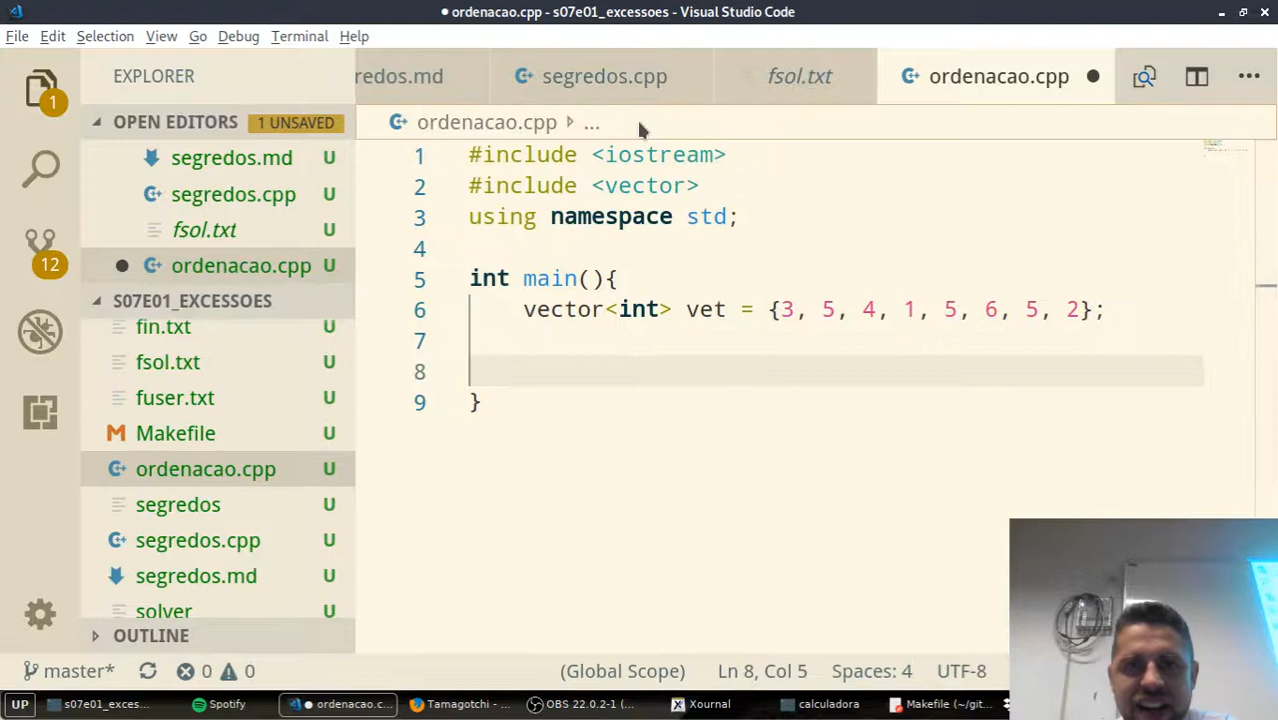 ordenacao.cpp - s07e01_excessoes - Visual Studio Code
File Edit Selection View Go Debug Terminal Help
1
12
EXPLORER
OPEN EDITORS 1 UNSAVED
segredos.md U
segredos.cpp U
fsol.txt U
ordenacao.cpp U
S07E01_EXCESSOES
fin.txt U
fsol.txt U
fuser.txt U
Makefile U
ordenacao.cpp U
segredos U
segredos.cpp U
segredos.md U
solver U
OUTLINE
redos.md segredos.cpp fsol.txt ordenacao.cpp
ordenacao.cpp ...
1 #include <iostream>
2 #include <vector>
3 using namespace std;
4
5 int main(){
6 vector<int> vet = {3, 5, 4, 1, 5, 6, 5, 2};
7
8
9 }
master* 0 0 (Global Scope) Ln 8, Col 5 Spaces: 4 UTF-8
UP s07e01_exces... Spotify ordenacao.c... Tamagotchi - ... OBS 22.0.2-1 (... Xournal calculadora Makefile (~/git...